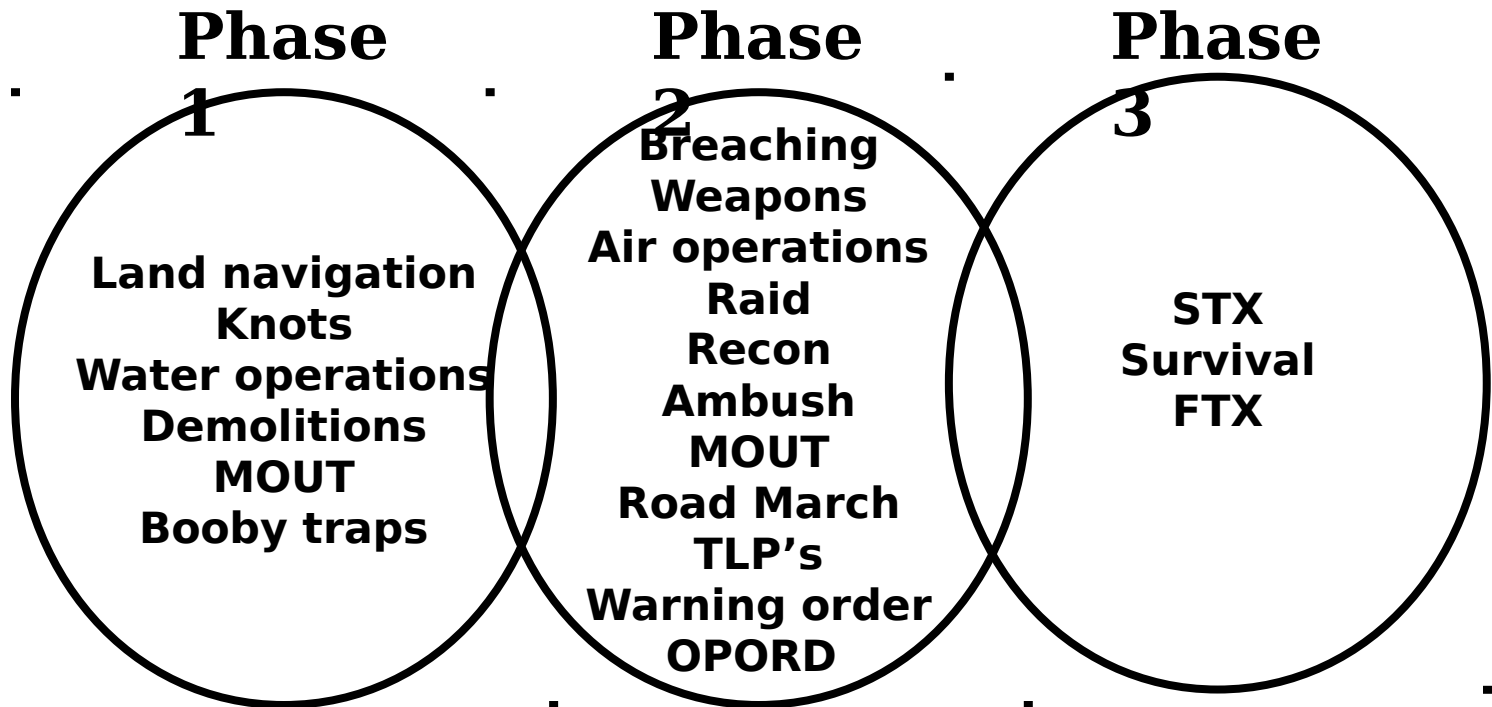 Phase
1
Land navigation
Knots
Water operations
Demolitions
MOUT
Booby traps
Phase
2
Breaching
Weapons
Air operations
Raid
Recon
Ambush
MOUT
Road March
TLP’s
Warning order
OPORD
Phase
3
STX
Survival
FTX